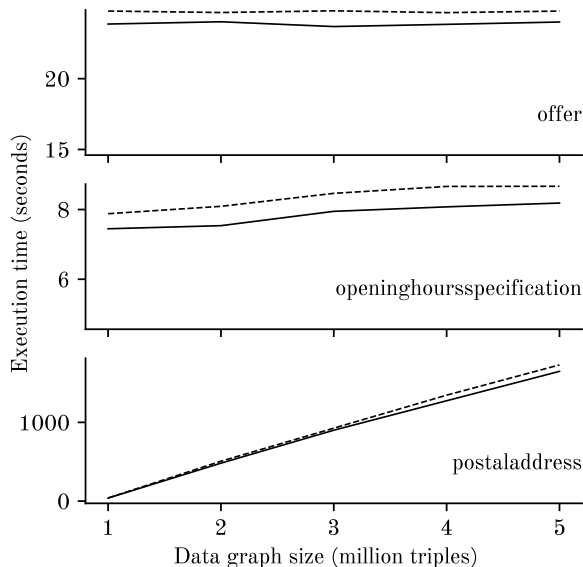 20
offer
15
Execution time (seconds)
8
6
openinghoursspecification
1000
postaladdress
0
1 2 3 4 5
Data graph size (million triples)